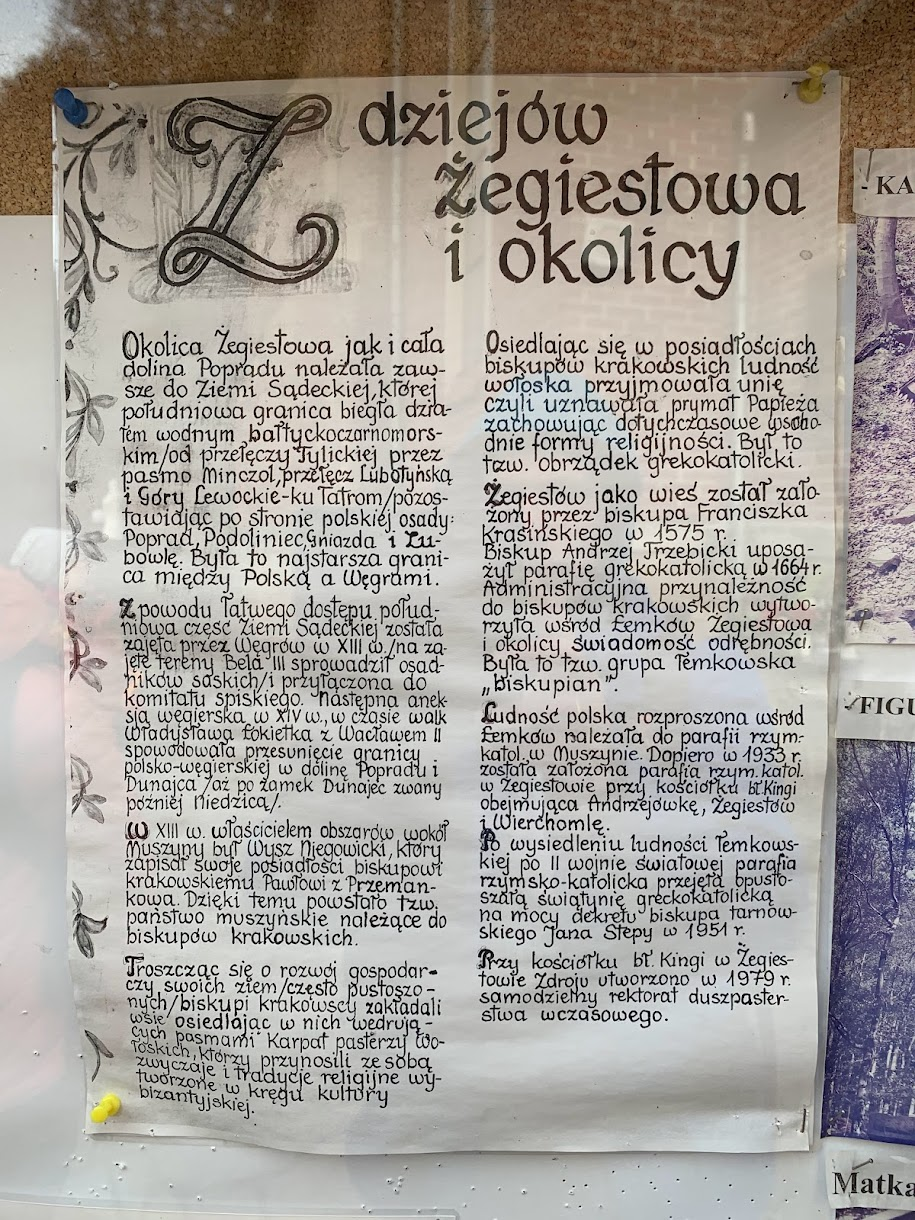 Z dziejów
Żegiestowa
i okolicy
Okolica Żegiestowa jak i cała
dolina Popradu należała zaw-
sze do Ziemi Sądeckiej, której
południowa granica biegła dzia-
łem wodnym bałtyckoczarnomors-
kim/od przełęczy Tylickiej przez
pasmo Minczol, przełęcz Lubotyńską
i Góry Lewockie-ku Tatrom/pozos-
tawiając po stronie polskiej osady:
Poprad, Podoliniec, Gniazda i Lu-
bowlę. Była to najstarsza grani-
ca między Polską a Węgrami.
Z powodu łatwego dostępu połud-
niowa część Ziemi Sądeckiej została
zajęta przez Węgrów w XIII w./na za-
jęte tereny Bela III sprowadził osad-
ników saskich/i przyłączona do
komitatu spiskiego. Następna anek-
sja węgierska w XIV w., w czasie walk
Władysława Łokietka z Wacławem II
spowodowała przesunięcie granicy
polsko-węgierskiej w dolinę Popradu i
Dunajca /aż po zamek Dunajec zwany
później Niedzica/.
W XIII w. właścicielem obszarów wokół
Muszyny był Wysz Niegowicki, który
zapisał swoje posiadłości biskupowi
krakowskiemu Pawłowi z Przeman-
kowa. Dzięki temu powstało tzw.
państwo muszyńskie należące do
biskupów krakowskich.
Troszcząc się o rozwój gospodar-
czy swoich ziem/często pustoszo-
nych/biskupi krakowscy zakładali
wsie osiedlając w nich wędrują-
cych pasmami Karpat pasterzy wo-
łoskich, którzy przynosili ze sobą
zwyczaje i tradycje religijne wy-
tworzone w kręgu kultury
bizantyjskiej.
Osiedlając się w posiadłościach
biskupów krakowskich ludność
wołoska przyjmowała unię
czyli uznawała prymat Papieża
zachowując dotychczasowe wscho-
dnie formy religijności. Był to
tzw. obrządek grekokatolicki.
Żegiestów jako wieś został zało-
żony przez biskupa Franciszka
Krasińskiego w 1575 r.
Biskup Andrzej Trzebicki uposa-
żył parafię grekokatolicką w 1664 r.
Administracyjna przynależność
do biskupów krakowskich wytwo-
rzyła wśród Łemków Żegiestowa
i okolicy świadomość odrębności.
Była to tzw. grupa łemkowska
„biskupian”.
Ludność polska rozproszona wśród
Łemków należała do parafii rzym.
katol. w Muszynie. Dopiero w 1933 r.
została założona parafia rzym. katol.
w Żegiestowie przy kościółku bł. Kingi
obejmująca Andrzejówkę, Żegiestów
i Wierchomlę.
Po wysiedleniu ludności łemkows-
kiej po II wojnie światowej parafia
rzymsko-katolicka przejęła opusto-
szałą świątynię greckokatolicką
na mocy dekretu biskupa tarnow-
skiego Jana Stepy w 1951 r.
Przy kościółku bł. Kingi w Żegies-
towie Zdroju utworzono w 1979 r.
samodzielny rektorat duszpaster-
stwa wczasowego.
- KA
FIGU
Matka